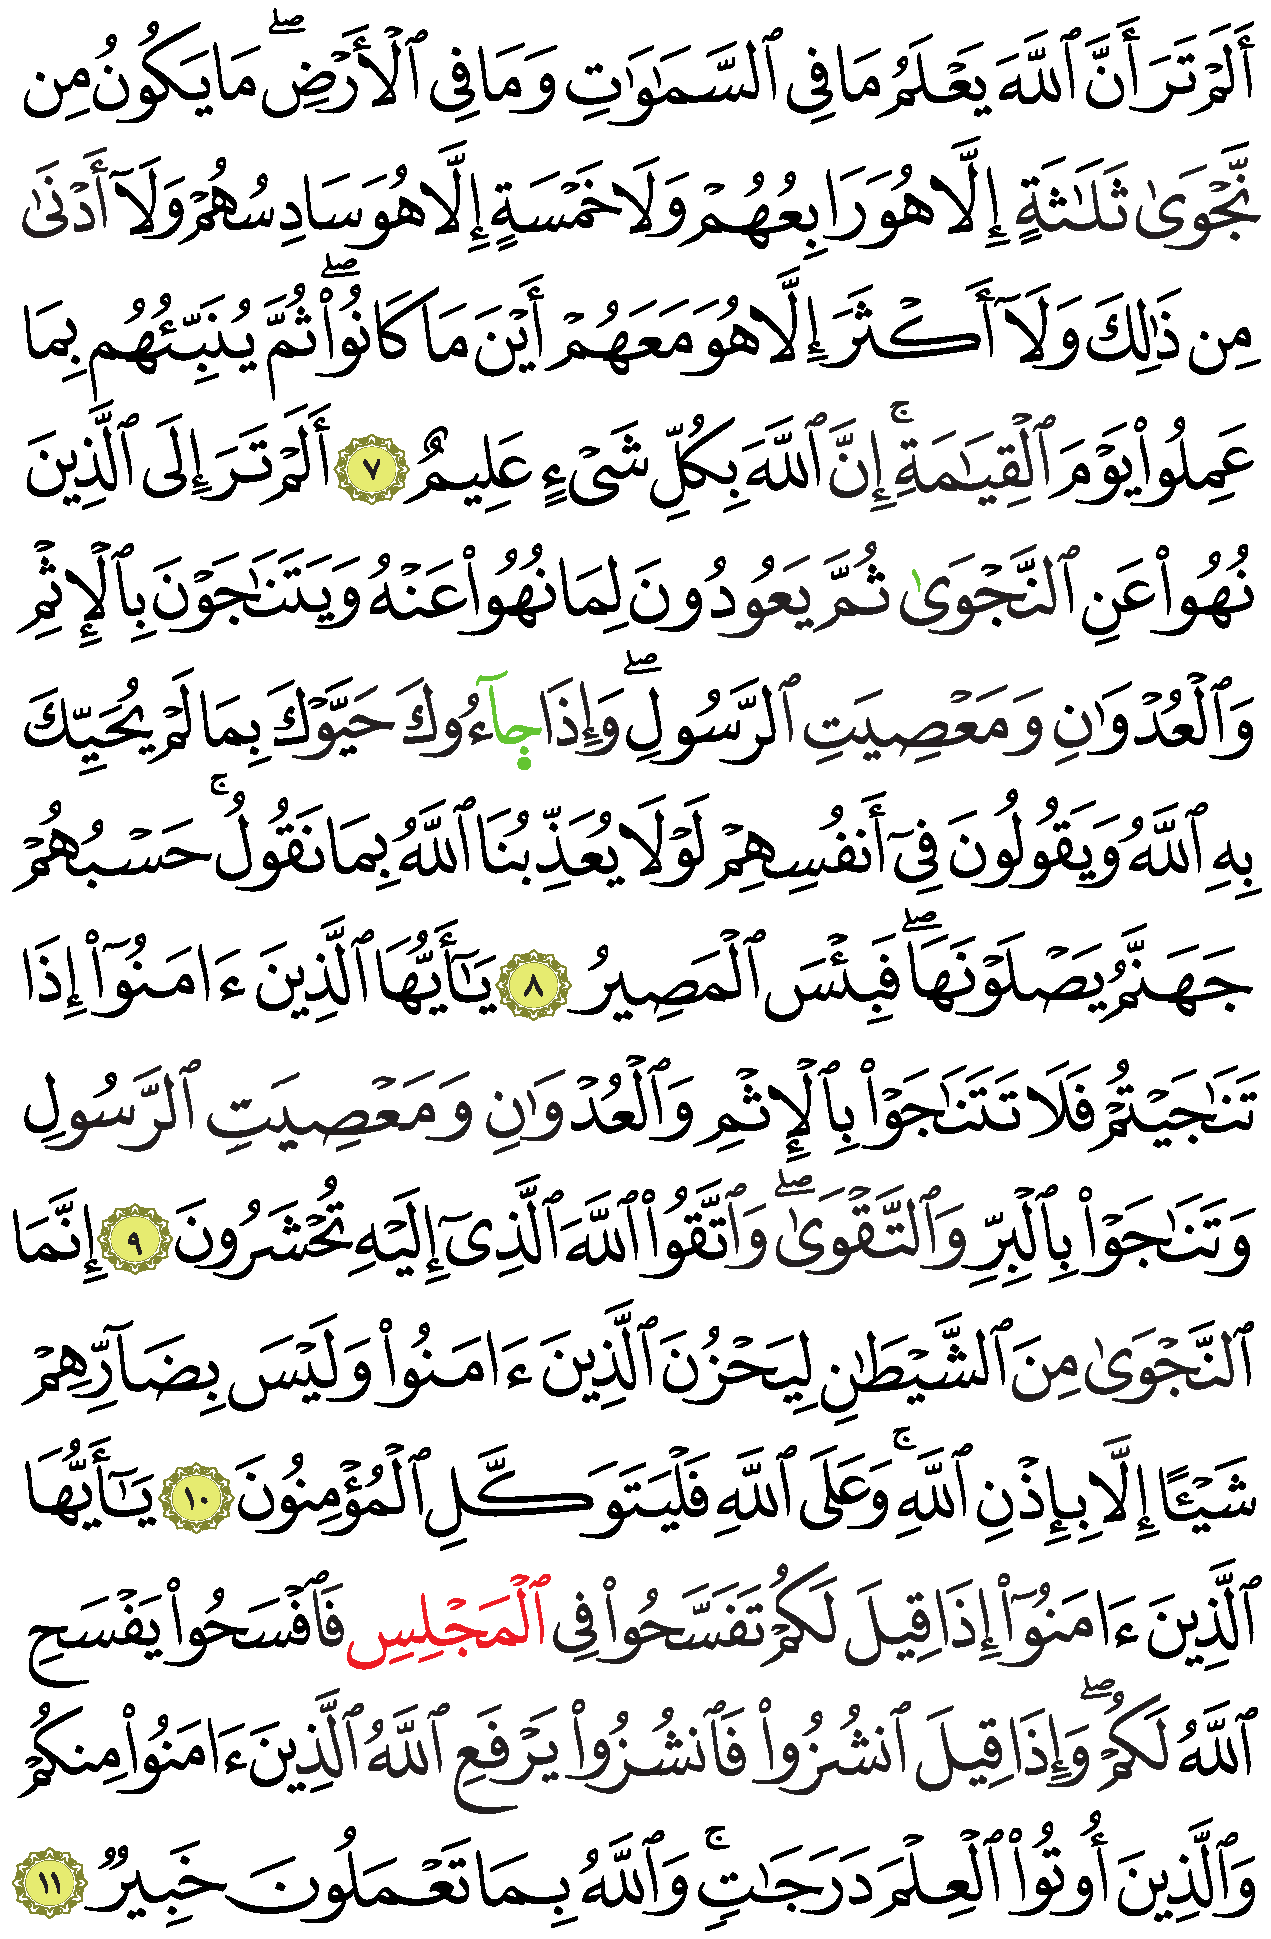 أَلَمْ تَرَ أَنَّ ٱللَّهَ يَعْلَمُ مَا فِى ٱلسَّمَٰوَٰتِ وَمَا فِى ٱلْأَرْضِ ۖ مَا يَكُونُ مِن
نَّجْوَىٰ ثَلَٰثَةٍ إِلَّا هُوَ رَابِعُهُمْ وَلَا خَمْسَةٍ إِلَّا هُوَ سَادِسُهُمْ وَلَآ أَدْنَىٰ
مِن ذَٰلِكَ وَلَآ أَكْثَرَ إِلَّا هُوَ مَعَهُمْ أَيْنَ مَا كَانُوا۟ ۖ ثُمَّ يُنَبِّئُهُم بِمَا
عَمِلُوا۟ يَوْمَ ٱلْقِيَٰمَةِ ۚ إِنَّ ٱللَّهَ بِكُلِّ شَىْءٍ عَلِيمٌ ٧ أَلَمْ تَرَ إِلَى ٱلَّذِينَ
نُهُوا۟ عَنِ ٱلنَّجْوَىٰ ثُمَّ يَعُودُونَ لِمَا نُهُوا۟ عَنْهُ وَيَتَنَٰجَوْنَ بِٱلْإِثْمِ
وَٱلْعُدْوَٰنِ وَمَعْصِيَتِ ٱلرَّسُولِ ۖ وَإِذَا جَآءُوكَ حَيَّوْكَ بِمَا لَمْ يُحَيِّكَ
بِهِ ٱللَّهُ وَيَقُولُونَ فِىٓ أَنفُسِهِمْ لَوْلَا يُعَذِّبُنَا ٱللَّهُ بِمَا نَقُولُ ۚ حَسْبُهُمْ
جَهَنَّمُ يَصْلَوْنَهَا ۖ فَبِئْسَ ٱلْمَصِيرُ ٨ يَٰٓأَيُّهَا ٱلَّذِينَ ءَامَنُوٓا۟ إِذَا
تَنَٰجَيْتُمْ فَلَا تَتَنَٰجَوْا۟ بِٱلْإِثْمِ وَٱلْعُدْوَٰنِ وَمَعْصِيَتِ ٱلرَّسُولِ
وَتَنَٰجَوْا۟ بِٱلْبِرِّ وَٱلتَّقْوَىٰ ۖ وَٱتَّقُوا۟ ٱللَّهَ ٱلَّذِىٓ إِلَيْهِ تُحْشَرُونَ ٩ إِنَّمَا
ٱلنَّجْوَىٰ مِنَ ٱلشَّيْطَٰنِ لِيَحْزُنَ ٱلَّذِينَ ءَامَنُوا۟ وَلَيْسَ بِضَآرِّهِمْ
شَيْـًٔا إِلَّا بِإِذْنِ ٱللَّهِ ۚ وَعَلَى ٱللَّهِ فَلْيَتَوَكَّلِ ٱلْمُؤْمِنُونَ ١٠ يَٰٓأَيُّهَا
ٱلَّذِينَ ءَامَنُوٓا۟ إِذَا قِيلَ لَكُمْ تَفَسَّحُوا۟ فِى ٱلْمَجْلِسِ فَٱفْسَحُوا۟ يَفْسَحِ
ٱللَّهُ لَكُمْ ۖ وَإِذَا قِيلَ ٱنشُزُوا۟ فَٱنشُزُوا۟ يَرْفَعِ ٱللَّهُ ٱلَّذِينَ ءَامَنُوا۟ مِنكُمْ
وَٱلَّذِينَ أُوتُوا۟ ٱلْعِلْمَ دَرَجَٰتٍ ۚ وَٱللَّهُ بِمَا تَعْمَلُونَ خَبِيرٌ ١١